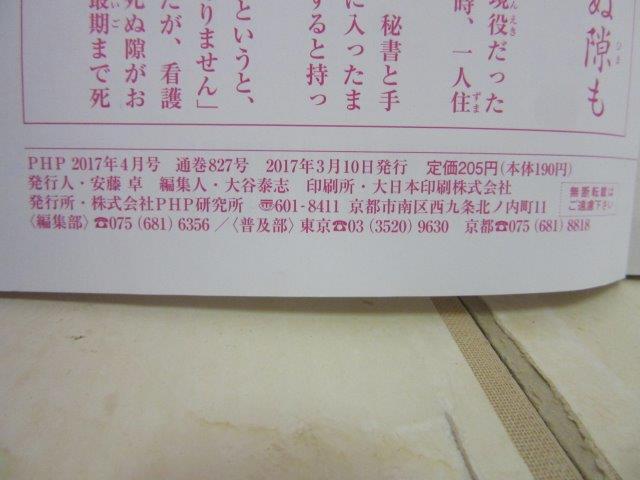 ぬ隙も
ひま
現役だった
んえき
時、一人住
ずま
秘書と手
に入ったま
すると持っ
というと、
りません」
たが、看護
死ぬ隙がお
最期まで死
いご
PHP 2017年4月号 通巻827号 2017年3月10日発行 定価205円(本体190円)
発行人・安藤 卓 編集人・大谷泰志 印刷所・大日本印刷株式会社
発行所・株式会社PHP研究所 〠601-8411 京都市南区西九条北ノ内町11
〈編集部〉☎075(681)6356/〈普及部〉東京☎03(3520)9630 京都☎075(681)8818
無断転載は
ご遠慮下さい